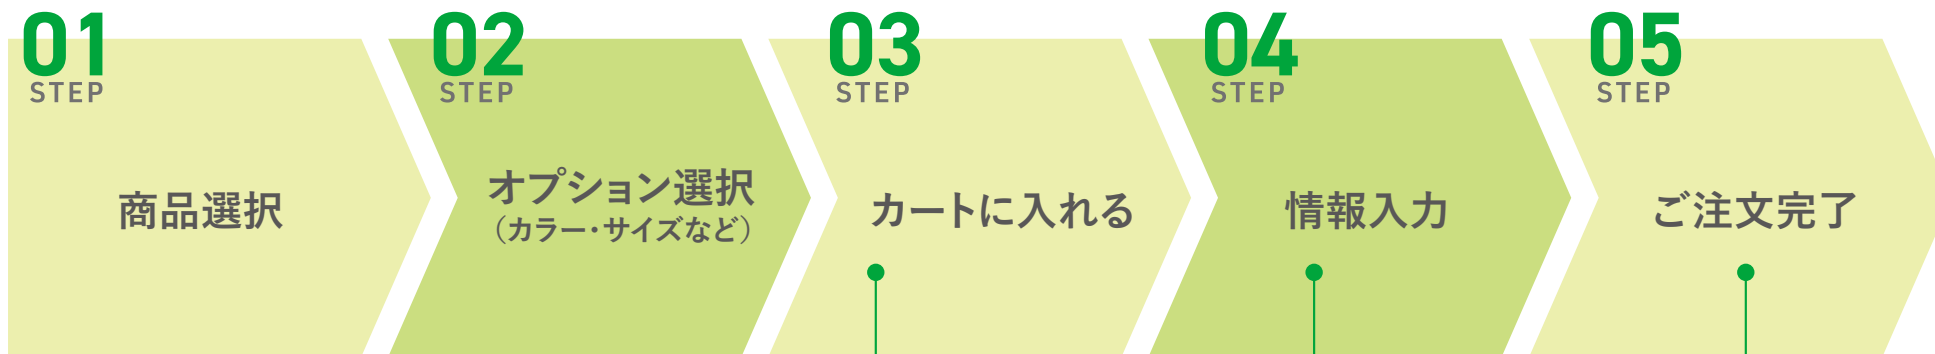 01
STEP
商品選択
02
STEP
オプション選択
（カラー・サイズなど）
03
STEP
カートに入れる
04
STEP
情報入力
05
STEP
ご注文完了